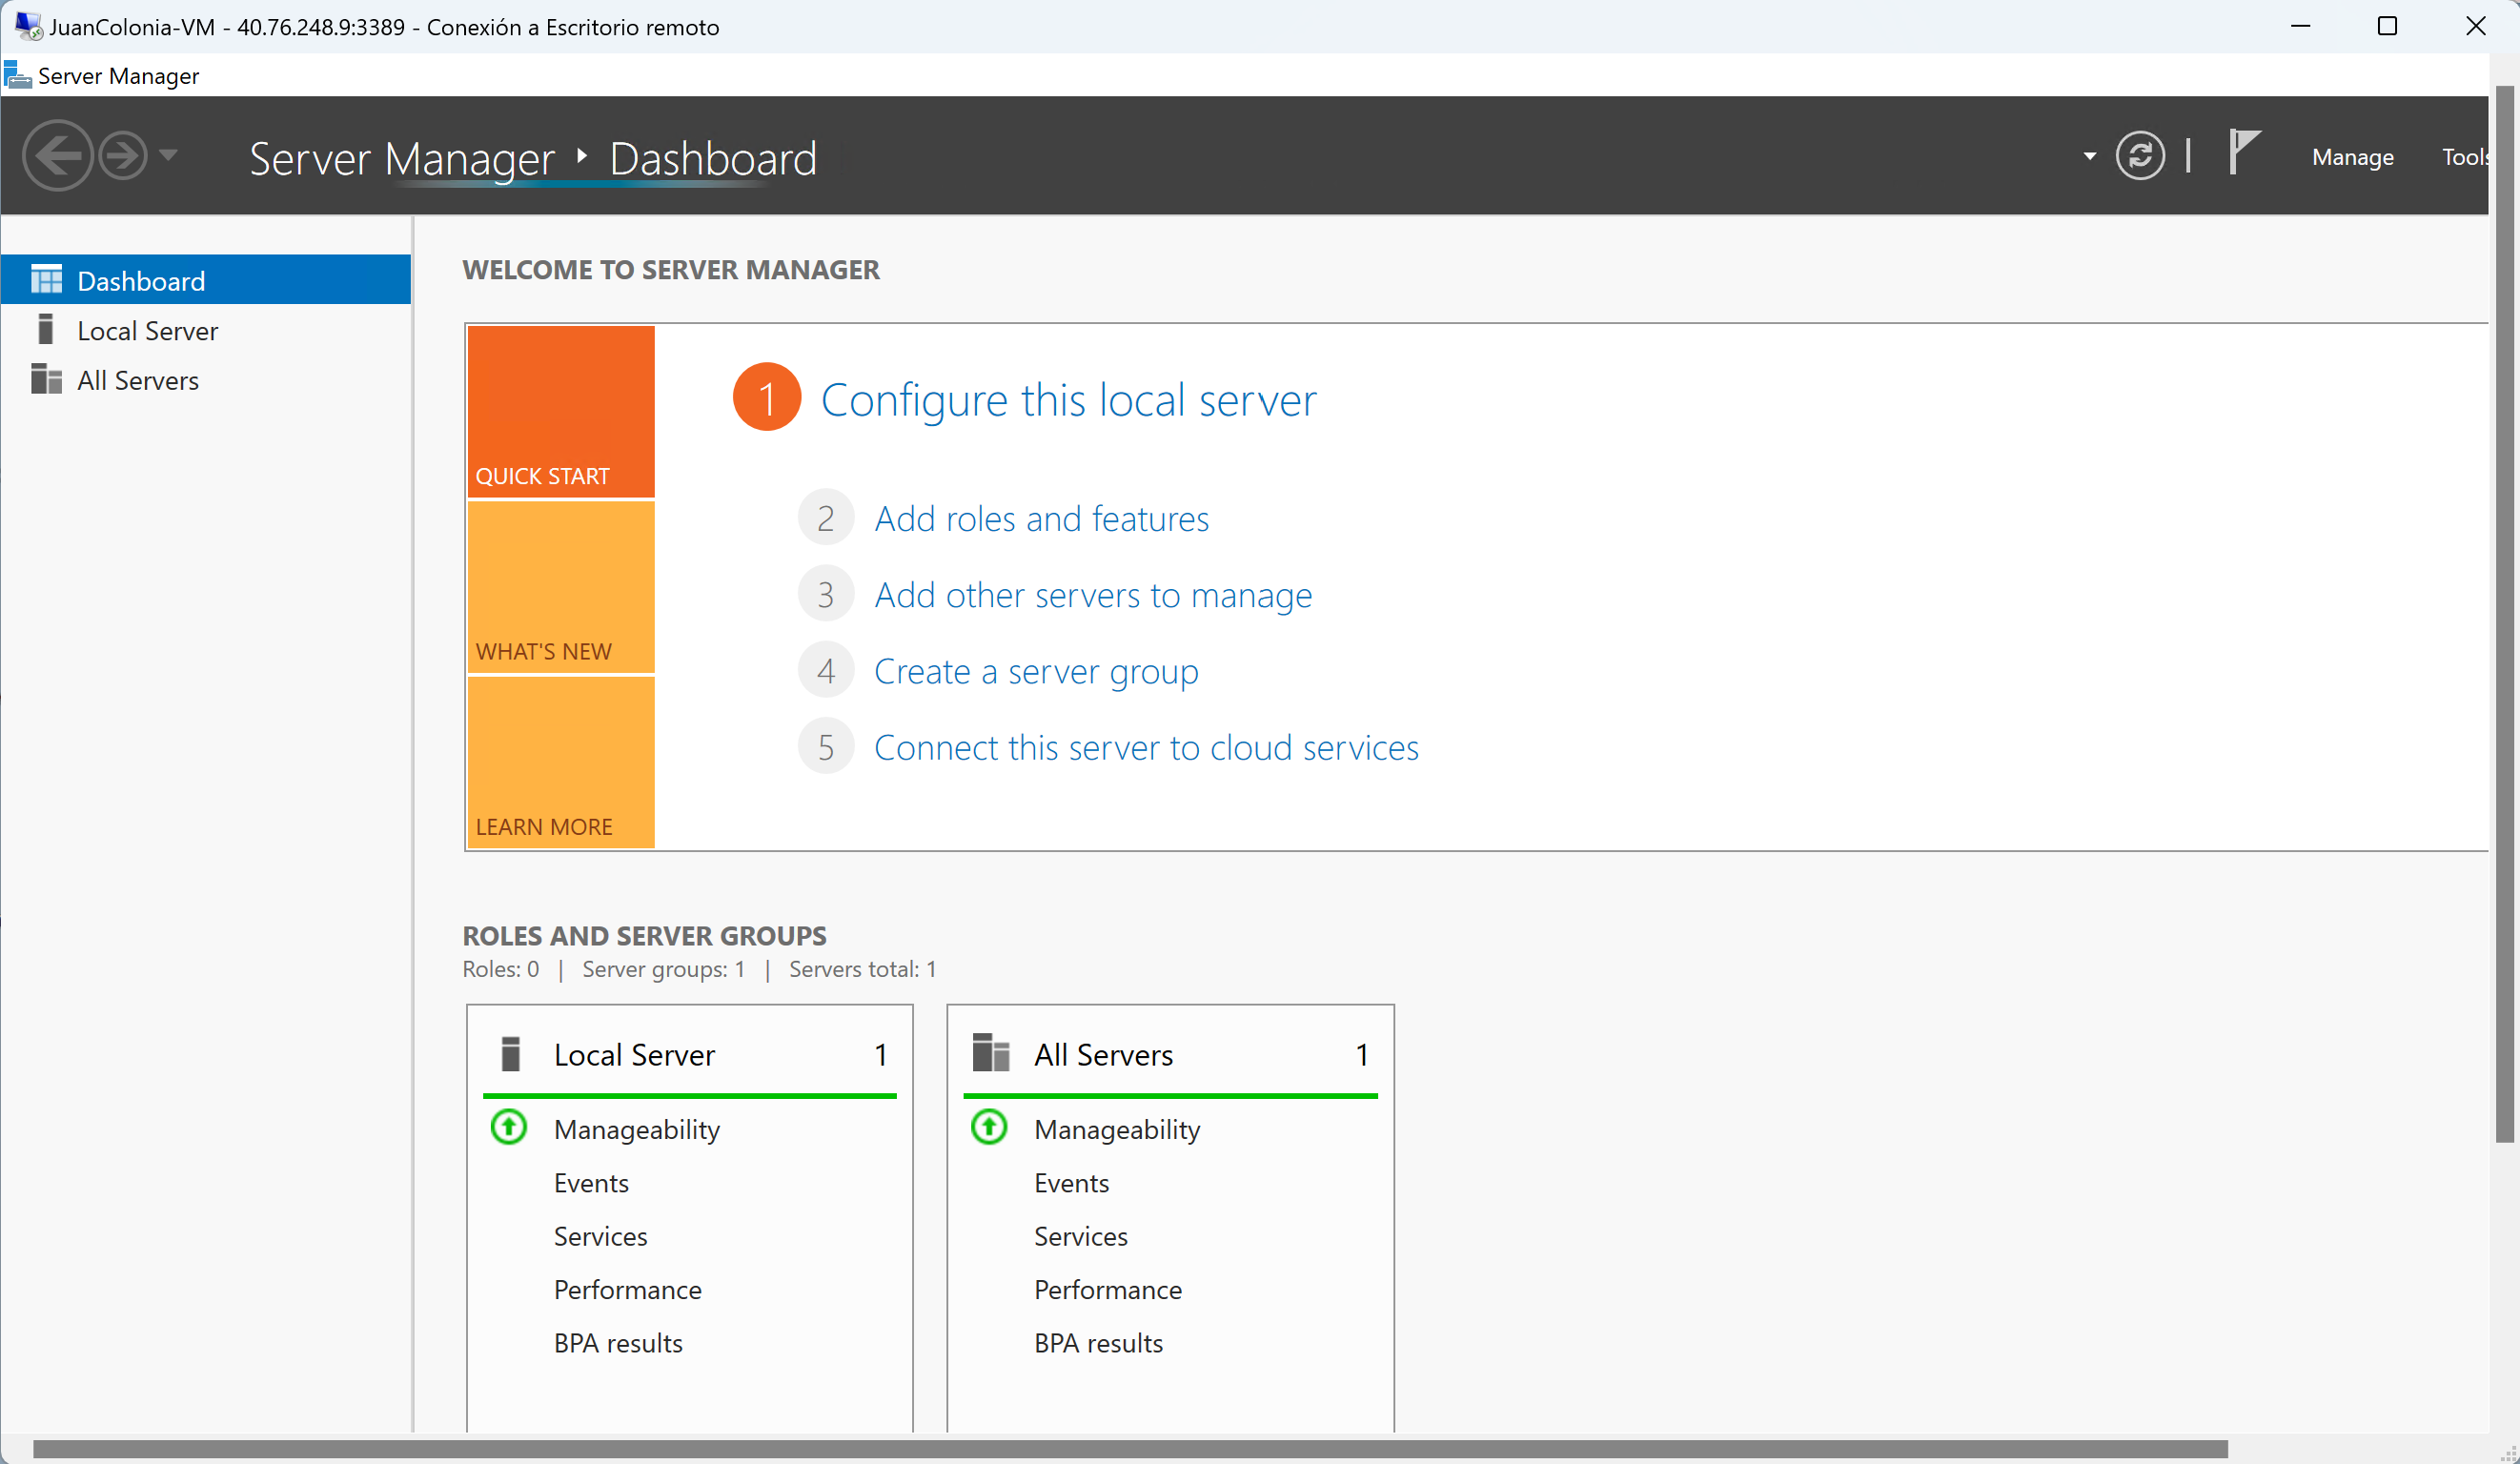 JuanColonia-VM - 40.76.248.9:3389 - Conexión a Escritorio remoto
Server Manager
Server Manager Dashboard
Manage Tools
Dashboard
Local Server
All Servers
WELCOME TO SERVER MANAGER
QUICK START
WHAT'S NEW
LEARN MORE
1 Configure this local server
2 Add roles and features
3 Add other servers to manage
4 Create a server group
5 Connect this server to cloud services
ROLES AND SERVER GROUPS
Roles: 0 | Server groups: 1 | Servers total: 1
Local Server 1
Manageability
Events
Services
Performance
BPA results
All Servers 1
Manageability
Events
Services
Performance
BPA results